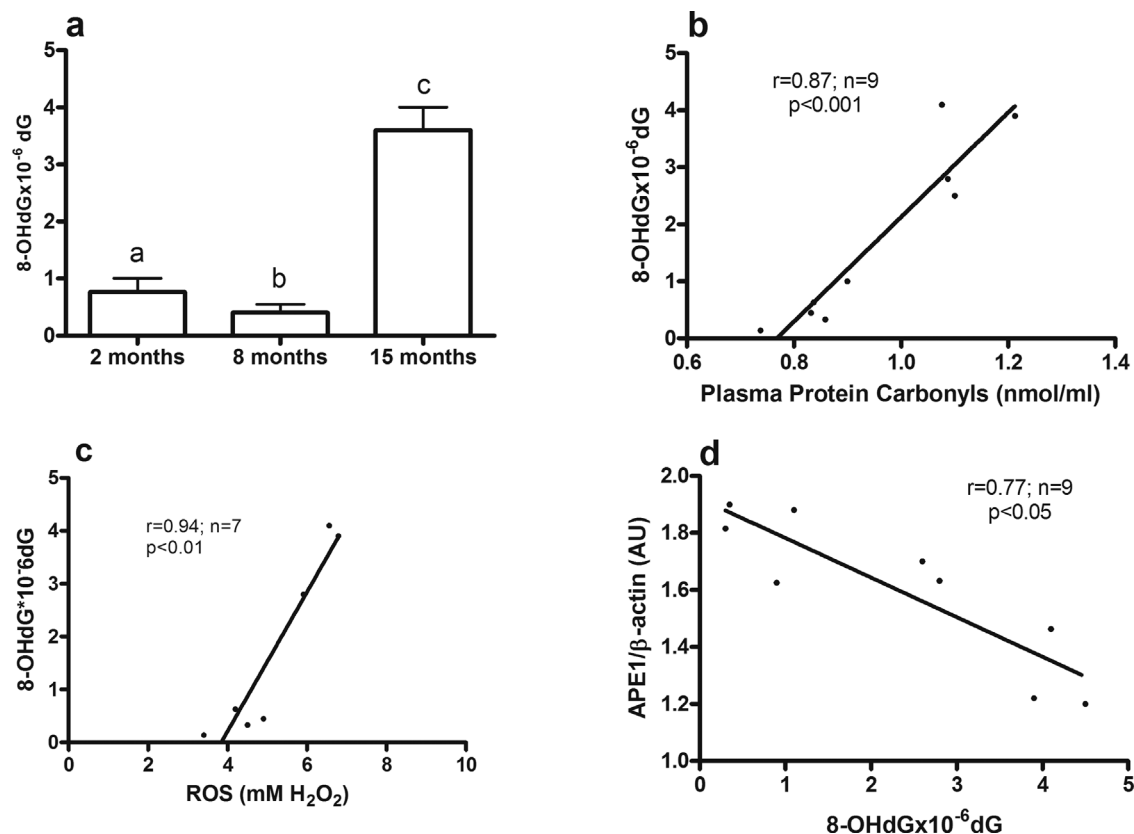 a
8-OHdGx10⁻⁶ dG
5
4
3
2
1
0
a
b
c
2 months 8 months 15 months
b
8-OHdGx10⁻⁶dG
5
4
3
2
1
0
r=0.87; n=9
p<0.001
0.6 0.8 1.0 1.2 1.4
Plasma Protein Carbonyls (nmol/ml)
c
8-OHdG*10⁻6dG
5
4
3
2
1
0
r=0.94; n=7
p<0.01
0 2 4 6 8 10
ROS (mM H₂O₂)
d
APE1/β-actin (AU)
2.0
1.8
1.6
1.4
1.2
1.0
r=0.77; n=9
p<0.05
0 1 2 3 4 5
8-OHdGx10⁻⁶dG